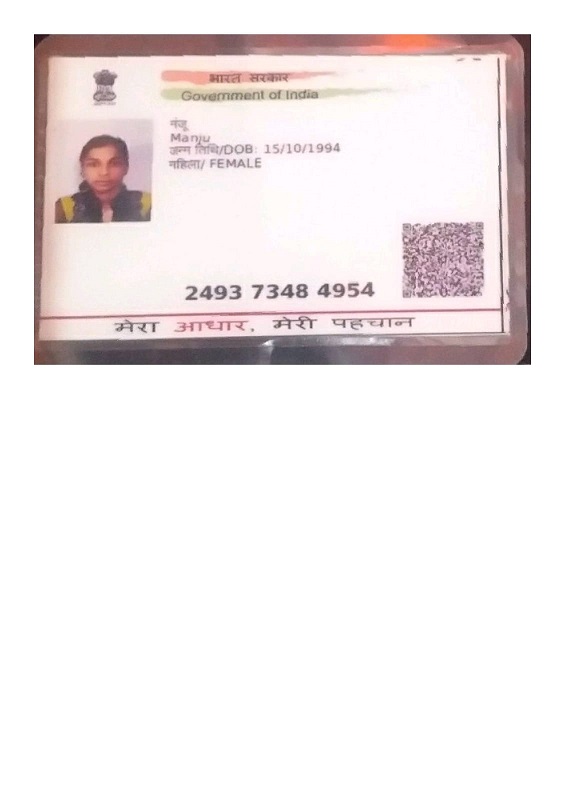 भारत सरकार
Government of India
मंजू
Manju
जन्म तिथि/DOB: 15/10/1994
महिला/ FEMALE
2493 7348 4954
मेरा आधार, मेरी पहचान